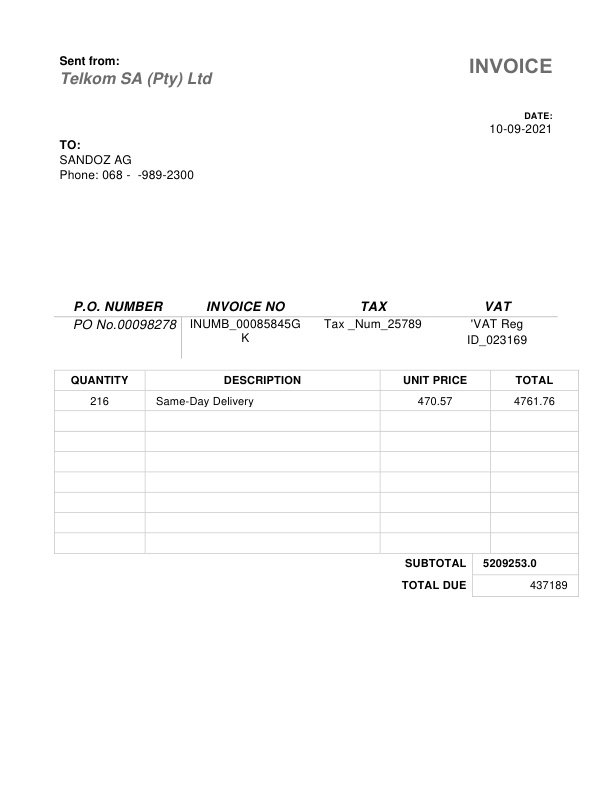 Sent from:
Telkom SA (Pty) Ltd
INVOICE
DATE:
10-09-2021
TO:
SANDOZ AG
Phone: 068 -  -989-2300
P.O. NUMBER INVOICE NO TAX VAT
PO No.00098278 INUMB_00085845G Tax _Num_25789 'VAT Reg
K ID_023169
QUANTITY DESCRIPTION UNIT PRICE TOTAL
216 Same-Day Delivery 470.57 4761.76
SUBTOTAL 5209253.0
TOTAL DUE 437189